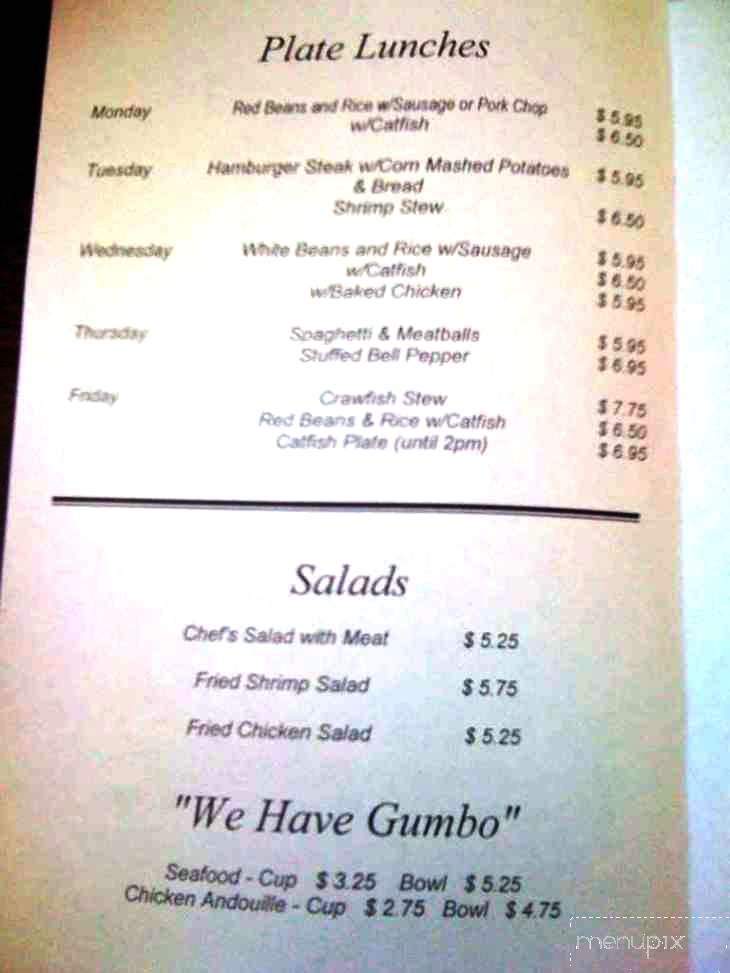 Plate Lunches
Monday Red Beans and Rice w/Sausage or Pork Chop $ 5.95
w/Catfish $ 6.50
Tuesday Hamburger Steak w/Corn Mashed Potatoes $ 5.95
& Bread
Shrimp Stew $ 6.50
Wednesday White Beans and Rice w/Sausage $ 5.95
w/Catfish $ 6.50
w/Baked Chicken $ 5.95
Thursday Spaghetti & Meatballs $ 5.95
Stuffed Bell Pepper $ 6.95
Friday Crawfish Stew $ 7.75
Red Beans & Rice w/Catfish $ 6.50
Catfish Plate (until 2pm) $ 6.95
Salads
Chef's Salad with Meat $ 5.25
Fried Shrimp Salad $ 5.75
Fried Chicken Salad $ 5.25
"We Have Gumbo"
Seafood - Cup $ 3.25 Bowl $ 5.25
Chicken Andouille - Cup $ 2.75 Bowl $ 4.75
menupix